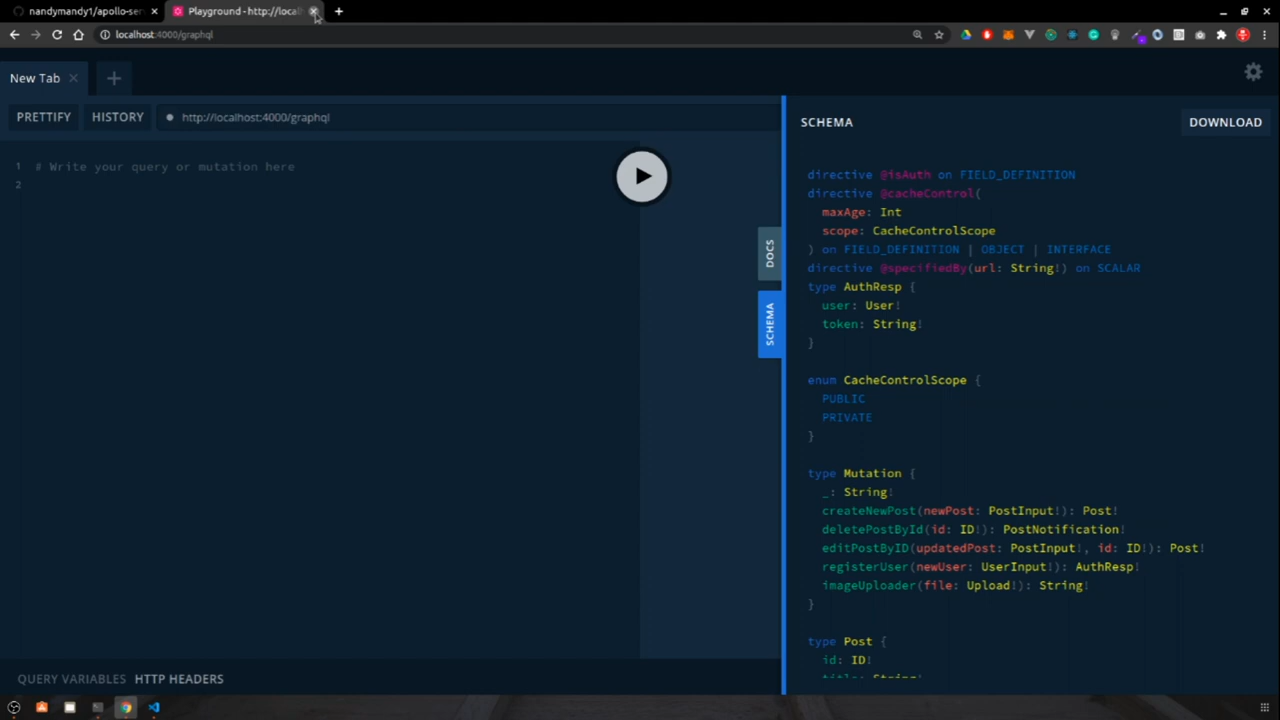 nandymandy1/apollo-ser
Playground - http://local
localhost:4000/graphql
New Tab
PRETTIFY
HISTORY
http://localhost:4000/graphql
1 # Write your query or mutation here
2
DOCS
SCHEMA
SCHEMA
DOWNLOAD
directive @isAuth on FIELD_DEFINITION
directive @cacheControl(
maxAge: Int
scope: CacheControlScope
) on FIELD_DEFINITION | OBJECT | INTERFACE
directive @specifiedBy(url: String!) on SCALAR
type AuthResp {
user: User!
token: String!
}
enum CacheControlScope {
PUBLIC
PRIVATE
}
type Mutation {
_: String!
createNewPost(newPost: PostInput!): Post!
deletePostById(id: ID!): PostNotification!
editPostByID(updatedPost: PostInput!, id: ID!): Post!
registerUser(newUser: UserInput!): AuthResp!
imageUploader(file: Upload!): String!
}
type Post {
id: ID!
title: String!
QUERY VARIABLES
HTTP HEADERS